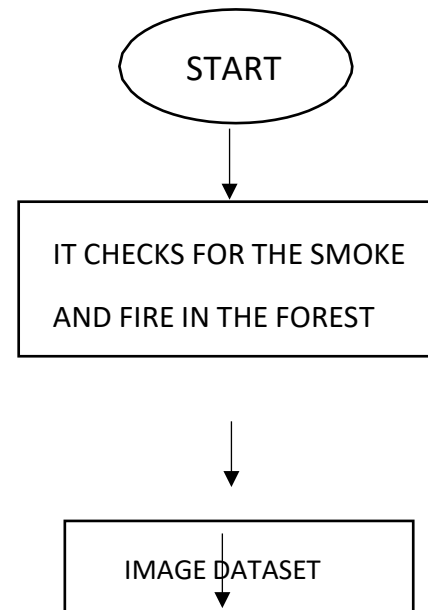 START
IT CHECKS FOR THE SMOKE
AND FIRE IN THE FOREST
IMAGE DATASET